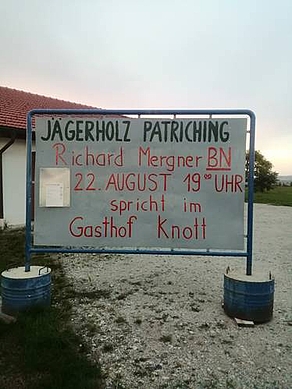 JÄGERHOLZ PATRICHING
Richard Mergner BN
22. AUGUST 19⁰⁰ UHR
spricht im
Gasthof Knott